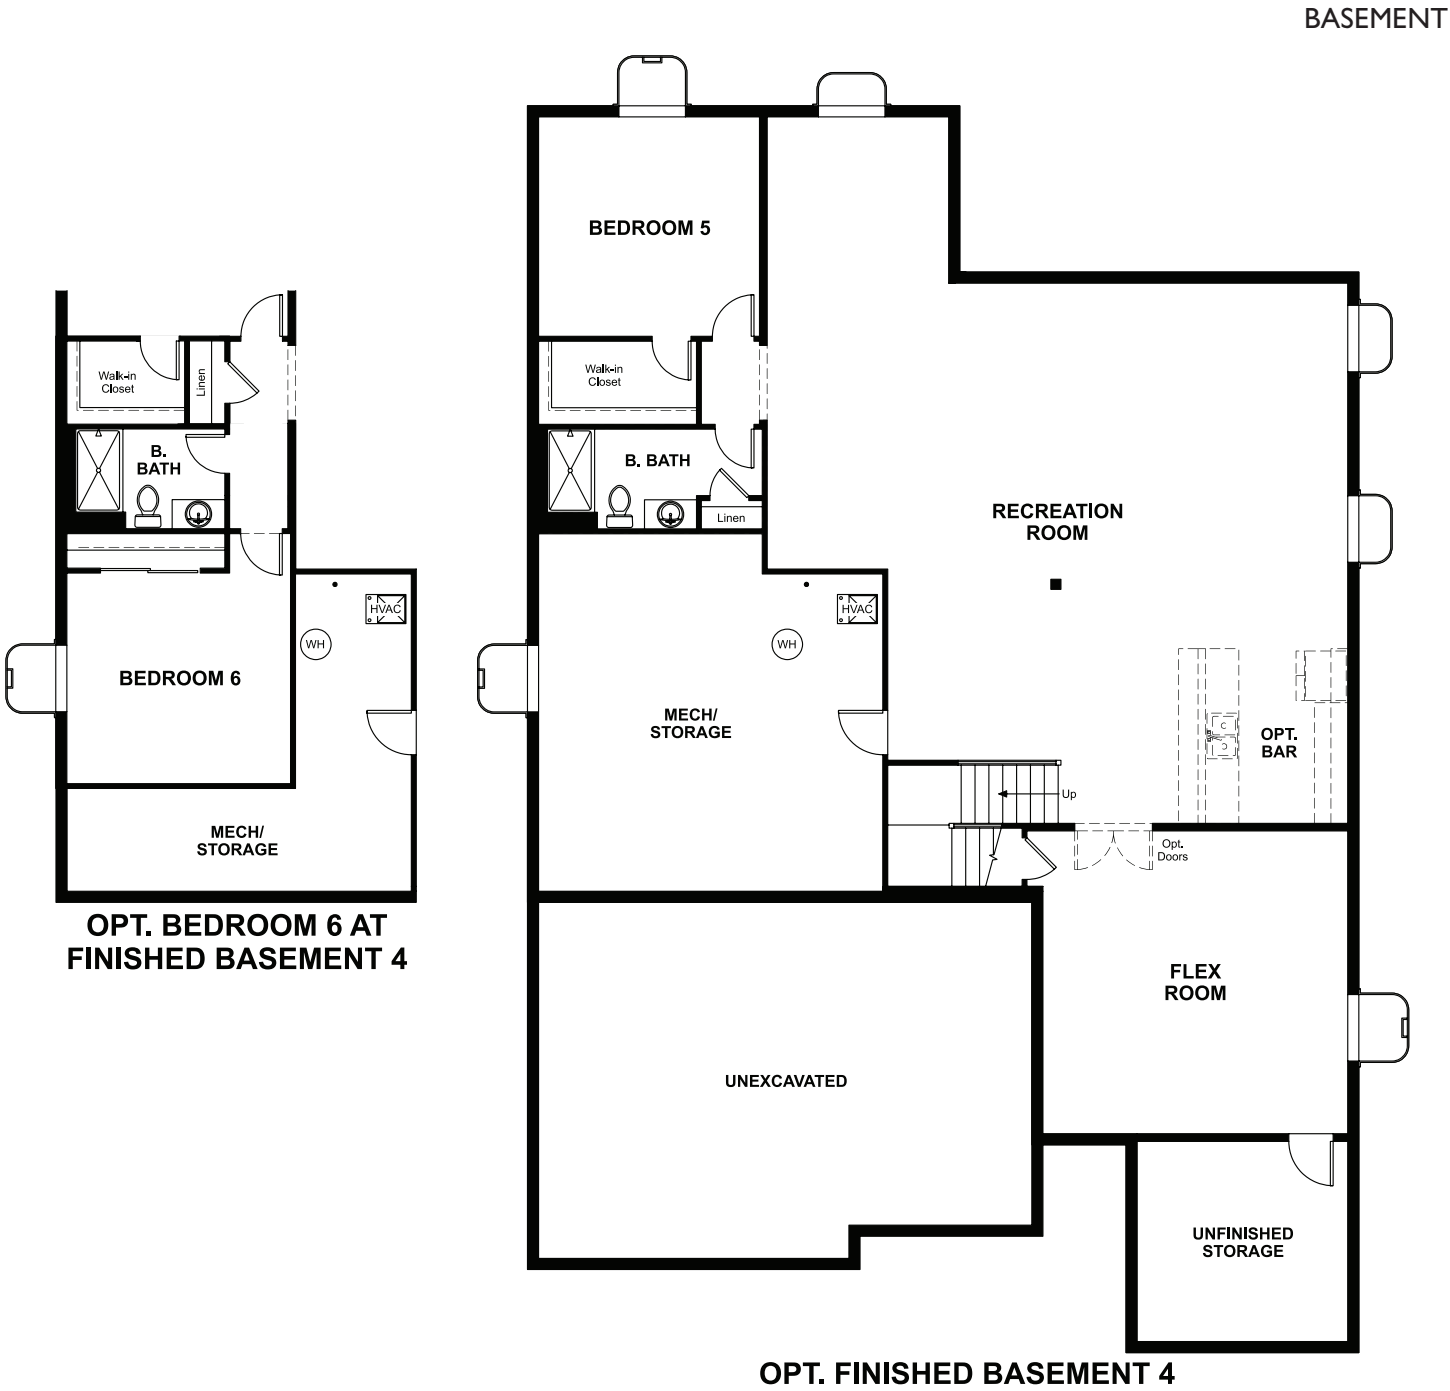 BASEMENT
BEDROOM 5
Walk-in
Closet
B. BATH
Linen
RECREATION
ROOM
WH
HVAC
MECH/
STORAGE
OPT.
BAR
Up
Opt.
Doors
FLEX
ROOM
UNEXCAVATED
UNFINISHED
STORAGE
OPT. FINISHED BASEMENT 4
Walk-in
Closet
Linen
B.
BATH
HVAC
WH
BEDROOM 6
MECH/
STORAGE
OPT. BEDROOM 6 AT
FINISHED BASEMENT 4